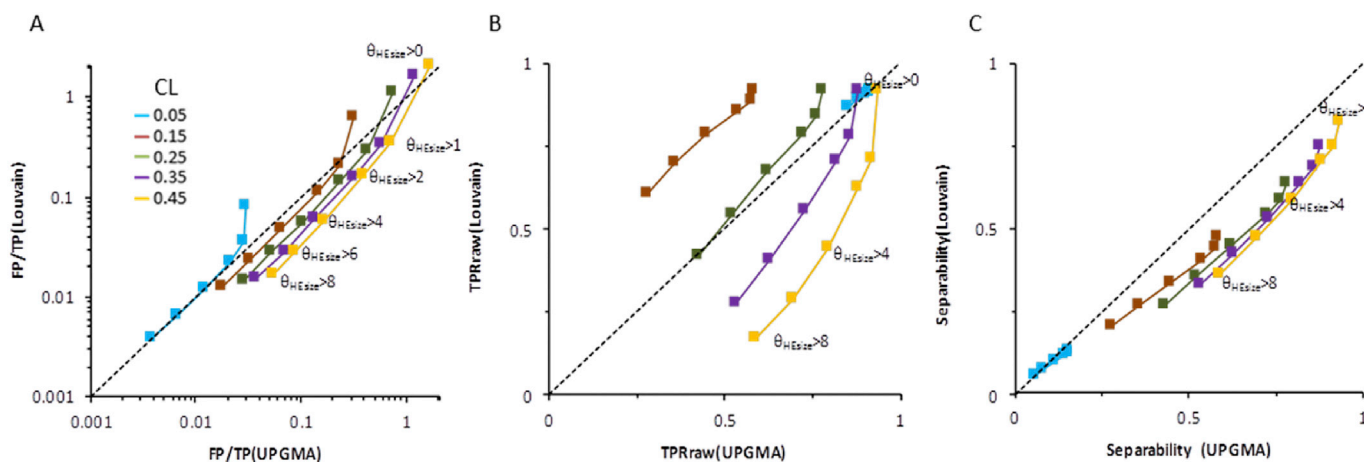 A
B
C
CL
0.05
0.15
0.25
0.35
0.45
θHEsize>0
θHEsize>1
θHEsize>2
θHEsize>4
θHEsize>6
θHEsize>8
1
0.1
0.01
0.001
0.001
0.01
0.1
1
FP/TP(Louvain)
FP/TP(UPGMA)
1
0.5
0
0
0.5
1
TPRraw(Louvain)
TPRraw(UPGMA)
θHEsize>0
θHEsize>4
θHEsize>8
1
0.5
0
0
0.5
1
Separability(Louvain)
Separability (UPGMA)
θHEsize>
θHEsize>4
θHEsize>8